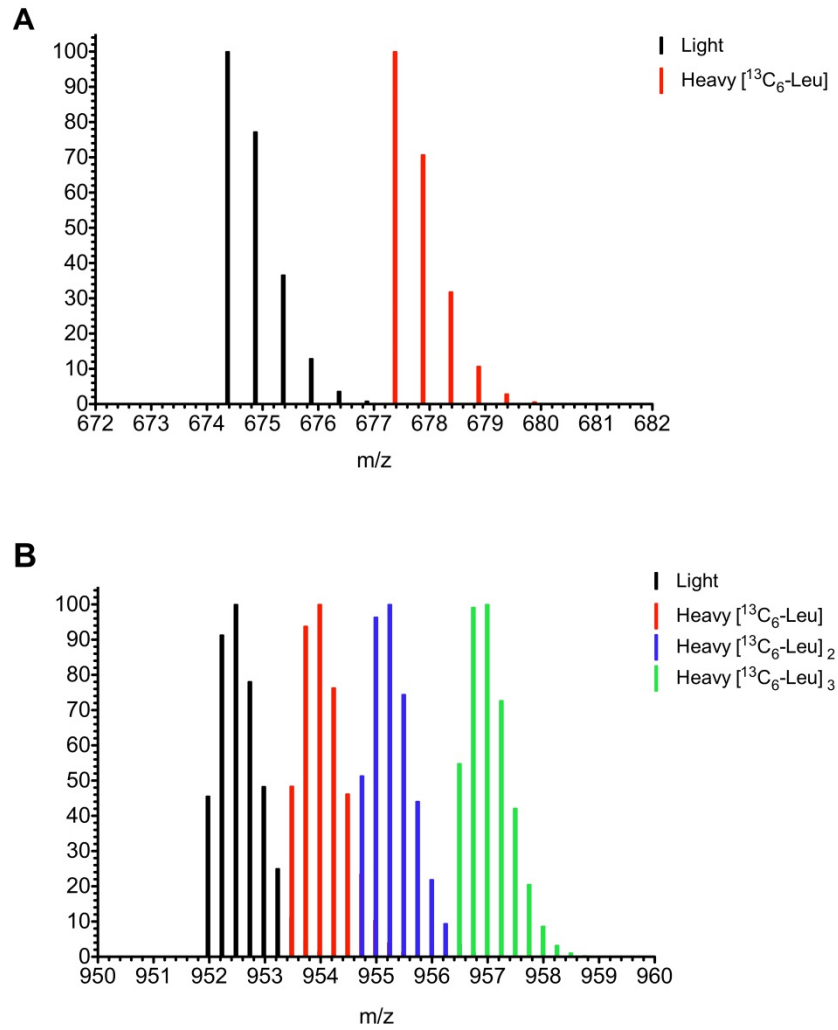 A
100
90
80
70
60
50
40
30
20
10
0
672 673 674 675 676 677 678 679 680 681 682
m/z
Light
Heavy [¹³C₆-Leu]
B
100
90
80
70
60
50
40
30
20
10
0
950 951 952 953 954 955 956 957 958 959 960
m/z
Light
Heavy [¹³C₆-Leu]
Heavy [¹³C₆-Leu] ₂
Heavy [¹³C₆-Leu] ₃